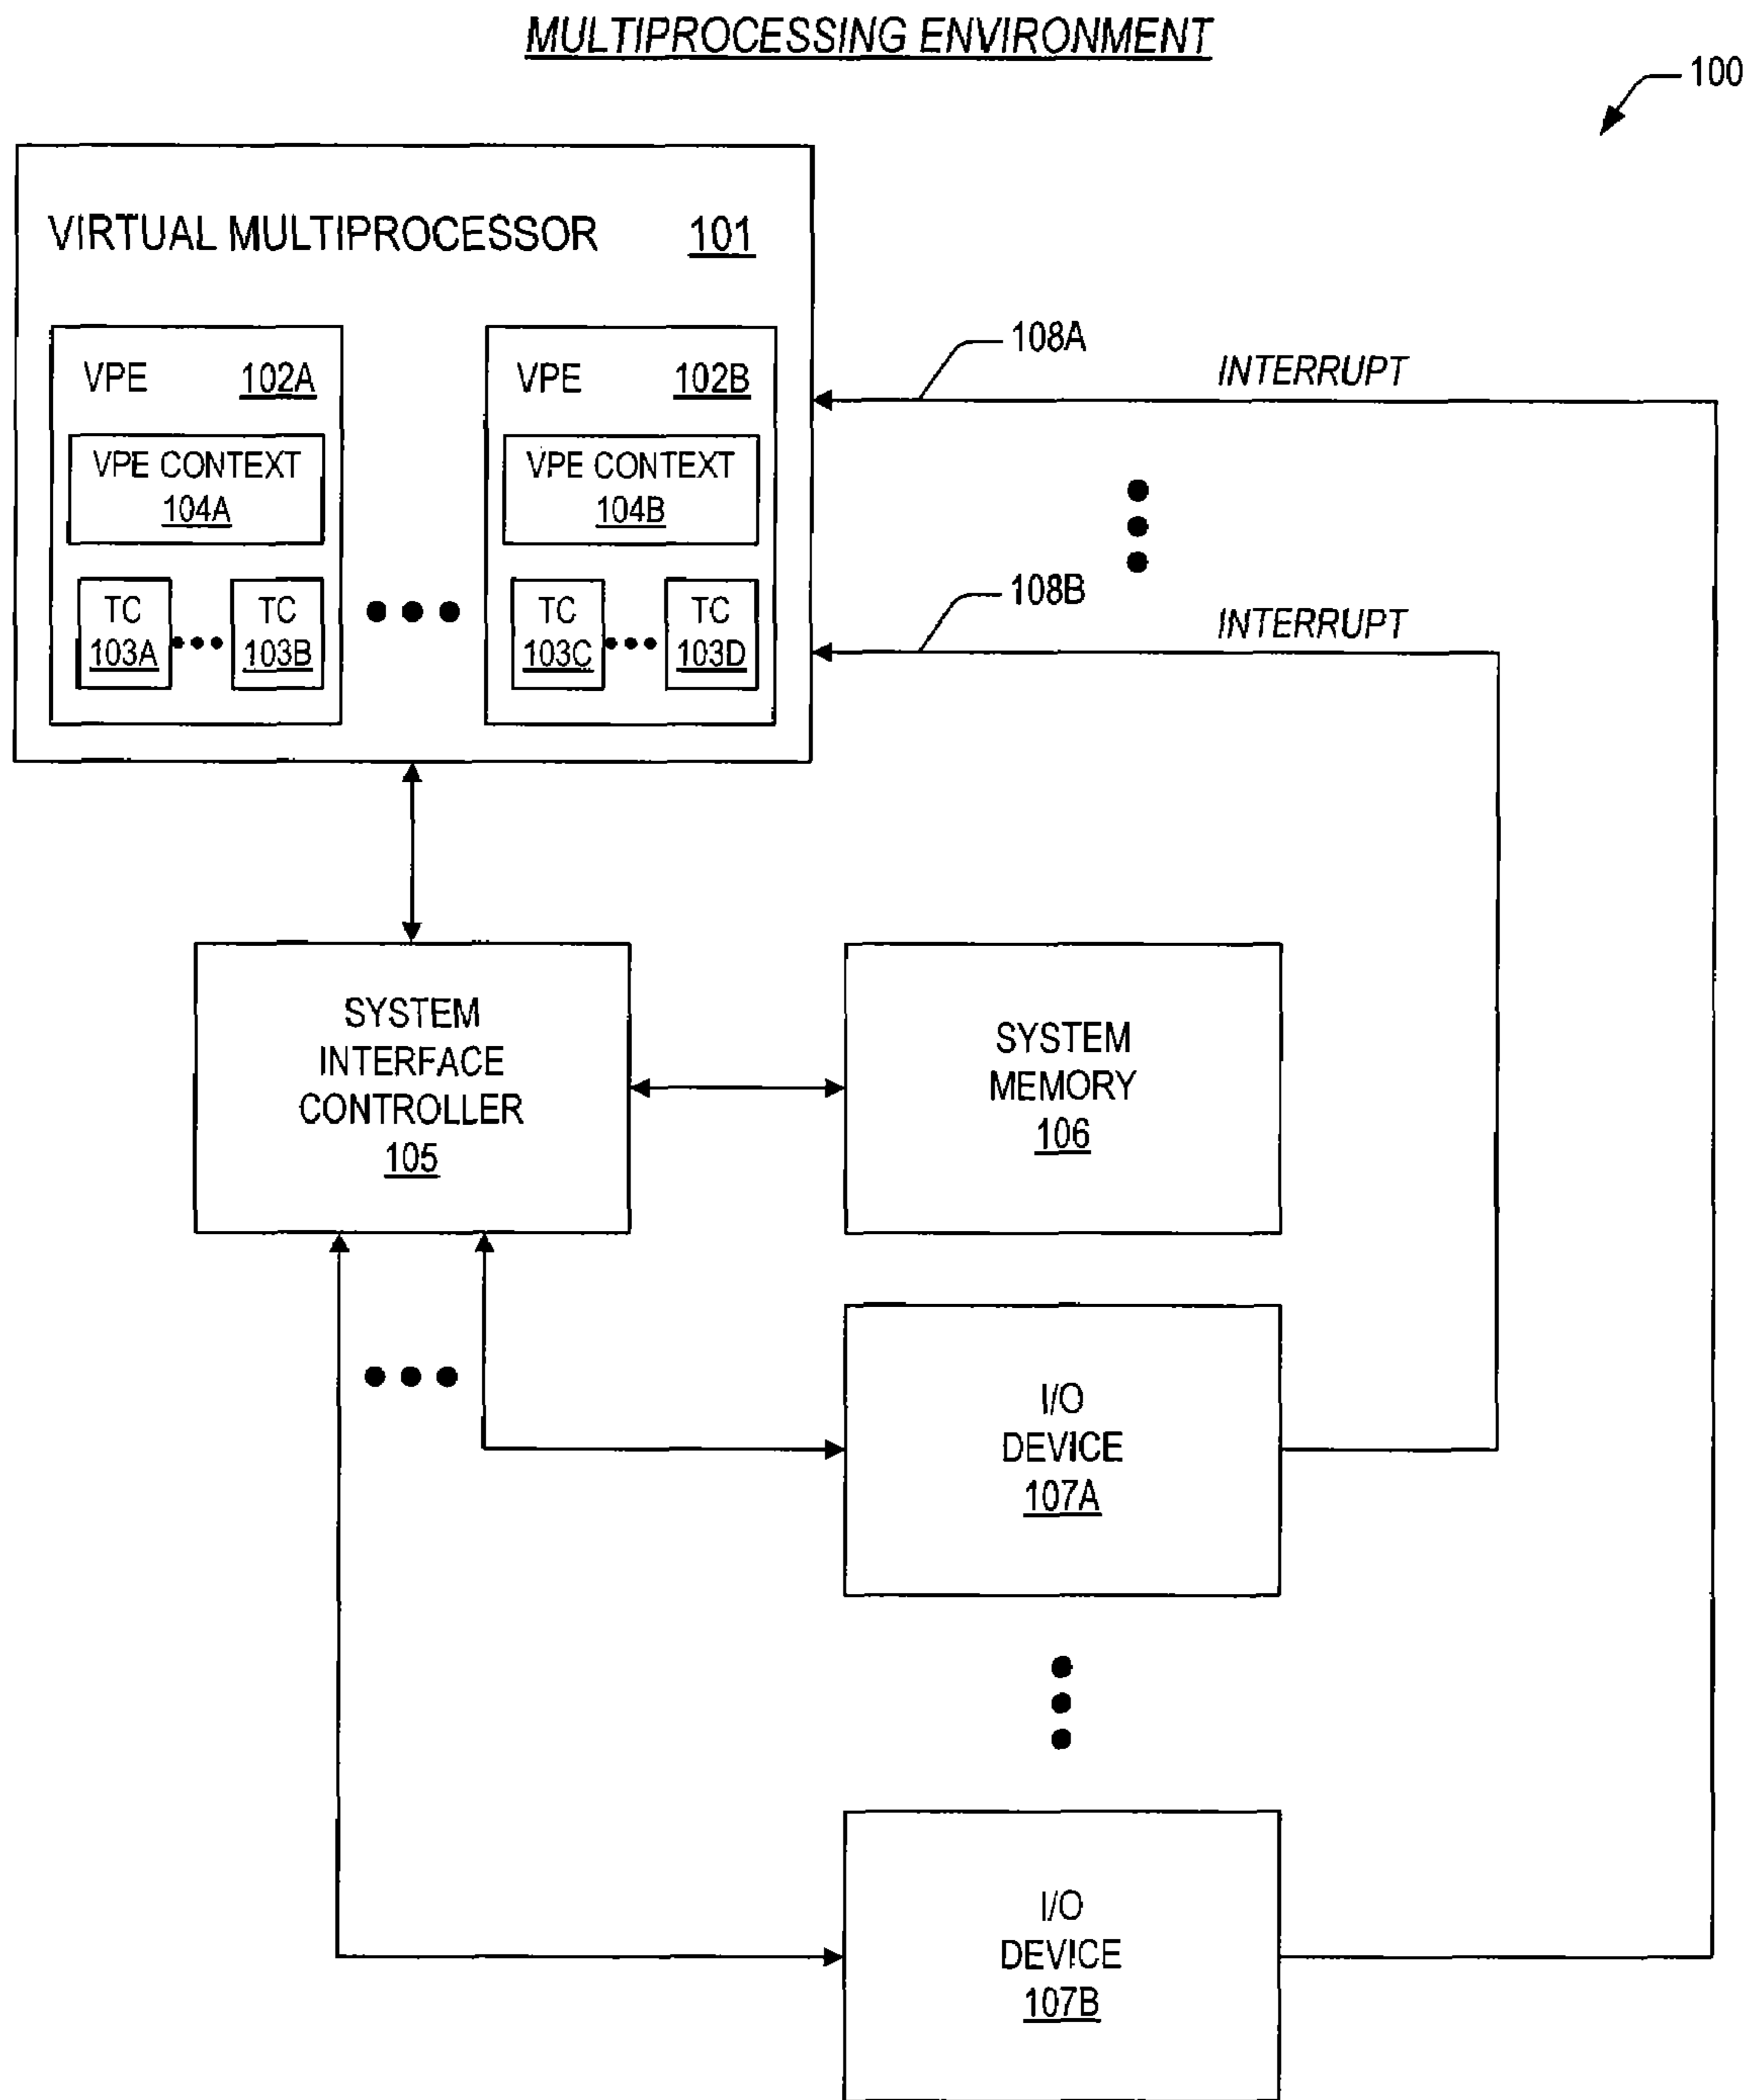 MULTIPROCESSING ENVIRONMENT
100
VIRTUAL MULTIPROCESSOR 101
VPE 102A
VPE CONTEXT
104A
TC
103A
TC
103B
VPE 102B
VPE CONTEXT
104B
TC
103C
TC
103D
108A
INTERRUPT
108B
INTERRUPT
SYSTEM
INTERFACE
CONTROLLER
105
SYSTEM
MEMORY
106
I/O
DEVICE
107A
I/O
DEVICE
107B